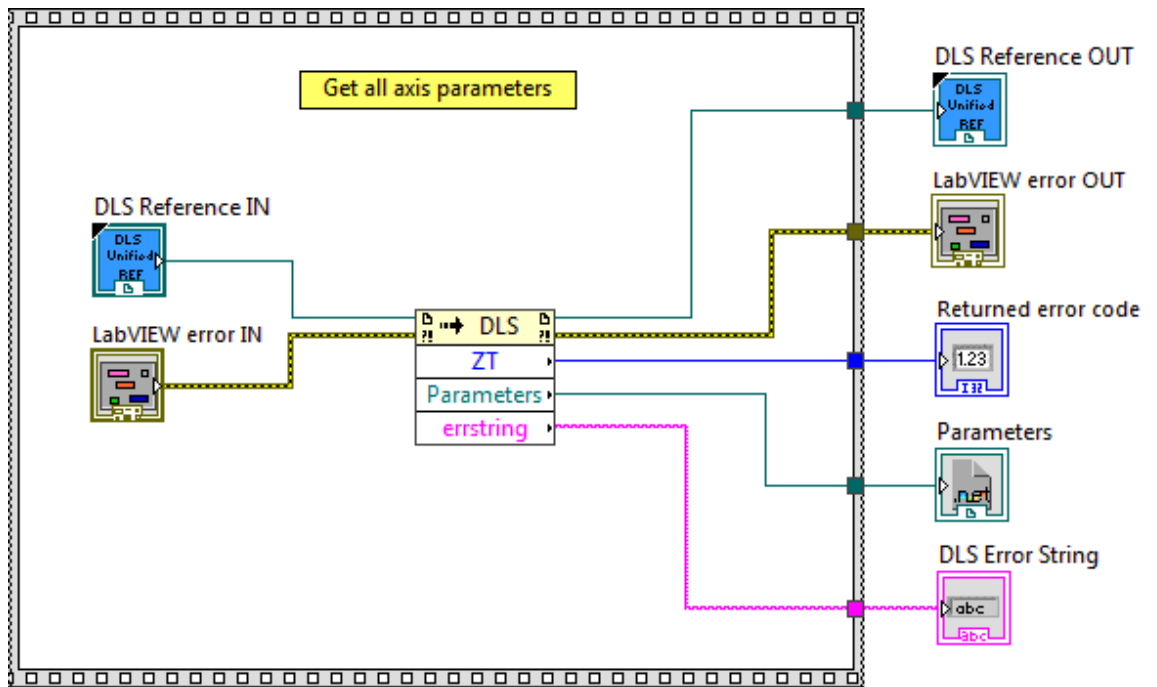 DLS Reference OUT
Get all axis parameters
DLS
Unified
REF
LabVIEW error OUT
DLS Reference IN
DLS
Unified
REF
Returned error code
LabVIEW error IN
DLS
1.23
ZT
I32
Parameters
Parameters
errstring
.net
DLS Error String
abc
abc